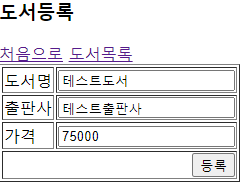 도서등록
처음으로 도서목록
도서명 테스트도서
출판사 테스트출판사
가격 75000
등록